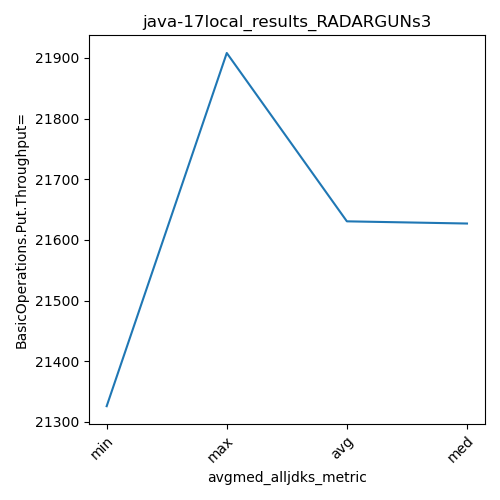 java-17local_results_RADARGUNs3
BasicOperations.Put.Throughput=
21900
21800
21700
21600
21500
21400
21300
min
max
avg
med
avgmed_alljdks_metric